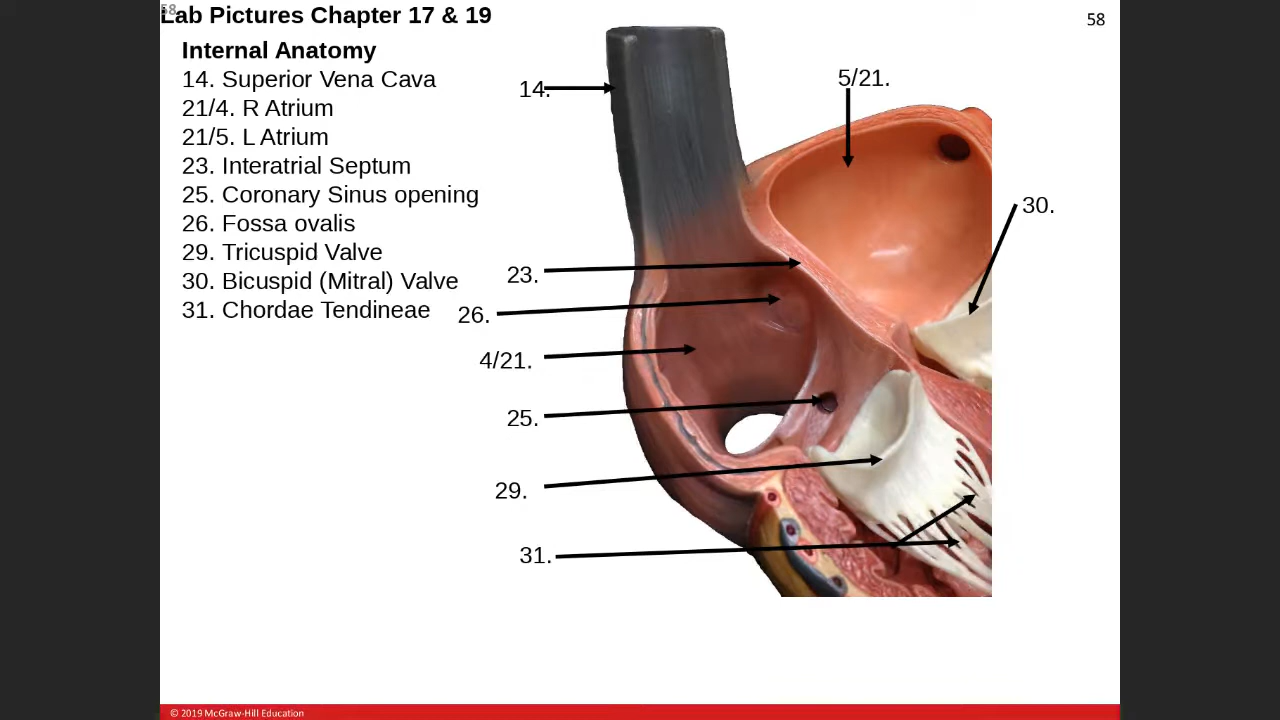 58
Lab Pictures Chapter 17 & 19
58
Internal Anatomy
14. Superior Vena Cava
21/4. R Atrium
21/5. L Atrium
23. Interatrial Septum
25. Coronary Sinus opening
26. Fossa ovalis
29. Tricuspid Valve
30. Bicuspid (Mitral) Valve
31. Chordae Tendineae
14.
5/21.
30.
23.
26.
4/21.
25.
29.
31.
© 2019 McGraw-Hill Education